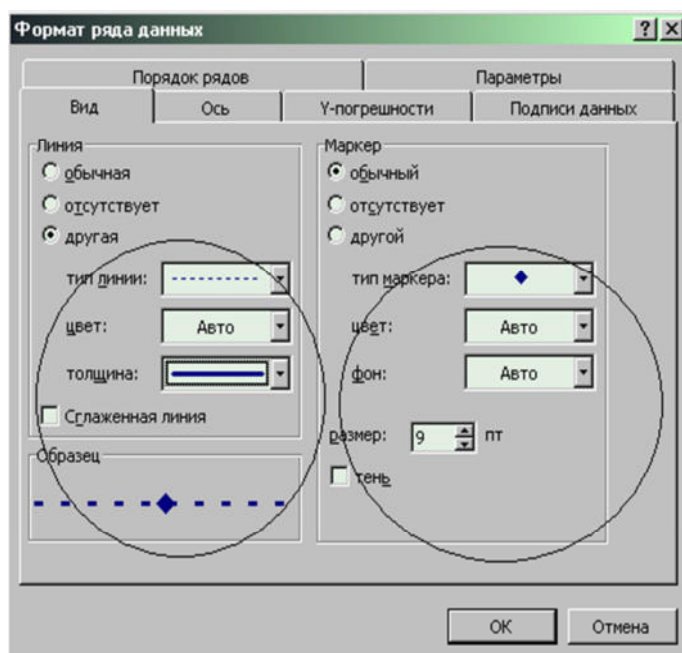 Формат ряда данных
Порядок рядов
Параметры
Вид
Ось
Y-погрешности
Подписи данных
Линия
обычная
отсутствует
другая
тип линии:
цвет:
Авто
толщина:
Сглаженная линия
Образец
Маркер
обычный
отсутствует
другой
тип маркера:
цвет:
Авто
фон:
Авто
размер:
9
пт
тень
ОК
Отмена